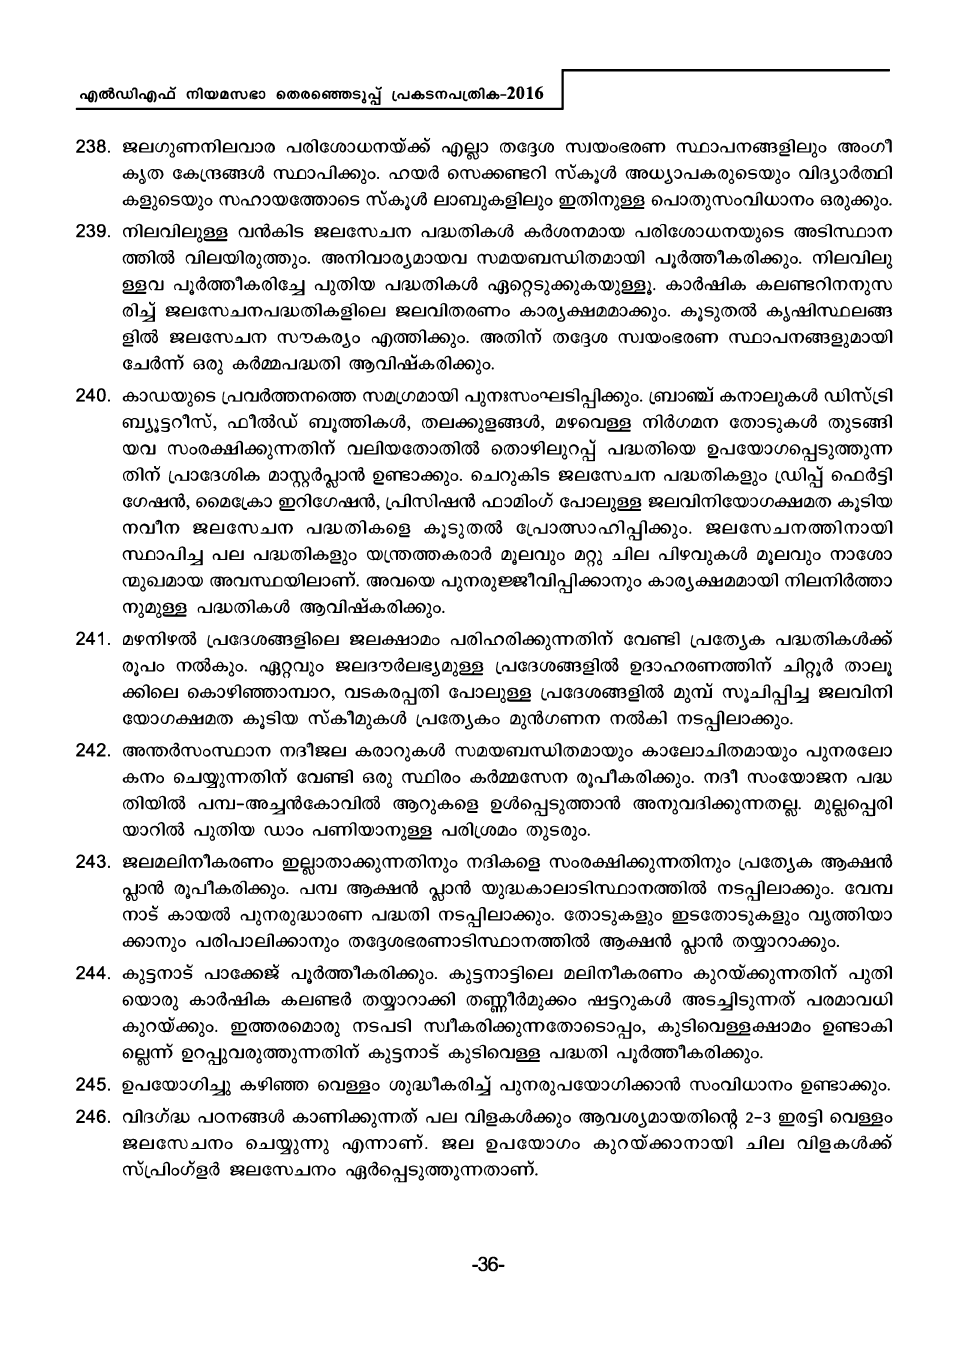 എൽഡിഎഫ് നിയമസഭാ തെരഞ്ഞെടുപ്പ് പ്രകടനപത്രിക-2016
238. ജലഗുണനിലവാര പരിശോധനയ്ക്ക് എല്ലാ തദ്ദേശ സ്വയംഭരണ സ്ഥാപനങ്ങളിലും അംഗീ
കൃത കേന്ദ്രങ്ങൾ സ്ഥാപിക്കും. ഹയർ സെക്കണ്ടറി സ്കൂൾ അധ്യാപകരുടെയും വിദ്യാർത്ഥി
കളുടെയും സഹായത്തോടെ സ്കൂൾ ലാബുകളിലും ഇതിനുള്ള പൊതുസംവിധാനം ഒരുക്കും.
239. നിലവിലുള്ള വൻകിട ജലസേചന പദ്ധതികൾ കർശനമായ പരിശോധനയുടെ അടിസ്ഥാന
ത്തിൽ വിലയിരുത്തും. അനിവാര്യമായവ സമയബന്ധിതമായി പൂർത്തീകരിക്കും. നിലവിലു
ള്ളവ പൂർത്തീകരിച്ചേ പുതിയ പദ്ധതികൾ ഏറ്റെടുക്കുകയുള്ളൂ. കാർഷിക കലണ്ടറിനനുസ
രിച്ച് ജലസേചനപദ്ധതികളിലെ ജലവിതരണം കാര്യക്ഷമമാക്കും. കൂടുതൽ കൃഷിസ്ഥലങ്ങ
ളിൽ ജലസേചന സൗകര്യം എത്തിക്കും. അതിന് തദ്ദേശ സ്വയംഭരണ സ്ഥാപനങ്ങളുമായി
ചേർന്ന് ഒരു കർമ്മപദ്ധതി ആവിഷ്കരിക്കും.
240. കാഡയുടെ പ്രവർത്തനത്തെ സമഗ്രമായി പുനഃസംഘടിപ്പിക്കും. ബ്രാഞ്ച് കനാലുകൾ ഡിസ്ട്രി
ബ്യൂട്ടറീസ്, ഫീൽഡ് ബൂത്തികൾ, തലക്കുളങ്ങൾ, മഴവെള്ള നിർഗമന തോടുകൾ തുടങ്ങി
യവ സംരക്ഷിക്കുന്നതിന് വലിയതോതിൽ തൊഴിലുറപ്പ് പദ്ധതിയെ ഉപയോഗപ്പെടുത്തുന്ന
തിന് പ്രാദേശിക മാസ്റ്റർപ്ലാൻ ഉണ്ടാക്കും. ചെറുകിട ജലസേചന പദ്ധതികളും ഡ്രിപ്പ് ഫെർട്ടി
ഗേഷൻ, മൈക്രോ ഇറിഗേഷൻ, പ്രിസിഷൻ ഫാമിംഗ് പോലുള്ള ജലവിനിയോഗക്ഷമത കൂടിയ
നവീന ജലസേചന പദ്ധതികളെ കൂടുതൽ പ്രോത്സാഹിപ്പിക്കും. ജലസേചനത്തിനായി
സ്ഥാപിച്ച പല പദ്ധതികളും യന്ത്രത്തകരാർ മൂലവും മറ്റു ചില പിഴവുകൾ മൂലവും നാശോ
ന്മുഖമായ അവസ്ഥയിലാണ്. അവയെ പുനരുജ്ജീവിപ്പിക്കാനും കാര്യക്ഷമമായി നിലനിർത്താ
നുമുള്ള പദ്ധതികൾ ആവിഷ്കരിക്കും.
241. മഴനിഴൽ പ്രദേശങ്ങളിലെ ജലക്ഷാമം പരിഹരിക്കുന്നതിന് വേണ്ടി പ്രത്യേക പദ്ധതികൾക്ക്
രൂപം നൽകും. ഏറ്റവും ജലദൗർലഭ്യമുള്ള പ്രദേശങ്ങളിൽ ഉദാഹരണത്തിന് ചിറ്റൂർ താലൂ
ക്കിലെ കൊഴിഞ്ഞാമ്പാറ, വടകരപ്പതി പോലുള്ള പ്രദേശങ്ങളിൽ മുമ്പ് സൂചിപ്പിച്ച ജലവിനി
യോഗക്ഷമത കൂടിയ സ്കീമുകൾ പ്രത്യേകം മുൻഗണന നൽകി നടപ്പിലാക്കും.
242. അന്തർസംസ്ഥാന നദീജല കരാറുകൾ സമയബന്ധിതമായും കാലോചിതമായും പുനരലോ
കനം ചെയ്യുന്നതിന് വേണ്ടി ഒരു സ്ഥിരം കർമ്മസേന രൂപീകരിക്കും. നദീ സംയോജന പദ്ധ
തിയിൽ പമ്പ-അച്ചൻകോവിൽ ആറുകളെ ഉൾപ്പെടുത്താൻ അനുവദിക്കുന്നതല്ല. മുല്ലപ്പെരി
യാറിൽ പുതിയ ഡാം പണിയാനുള്ള പരിശ്രമം തുടരും.
243. ജലമലിനീകരണം ഇല്ലാതാക്കുന്നതിനും നദികളെ സംരക്ഷിക്കുന്നതിനും പ്രത്യേക ആക്ഷൻ
പ്ലാൻ രൂപീകരിക്കും. പമ്പ ആക്ഷൻ പ്ലാൻ യുദ്ധകാലാടിസ്ഥാനത്തിൽ നടപ്പിലാക്കും. വേമ്പ
നാട് കായൽ പുനരുദ്ധാരണ പദ്ധതി നടപ്പിലാക്കും. തോടുകളും ഇടതോടുകളും വൃത്തിയാ
ക്കാനും പരിപാലിക്കാനും തദ്ദേശഭരണാടിസ്ഥാനത്തിൽ ആക്ഷൻ പ്ലാൻ തയ്യാറാക്കും.
244. കുട്ടനാട് പാക്കേജ് പൂർത്തീകരിക്കും. കുട്ടനാട്ടിലെ മലിനീകരണം കുറയ്ക്കുന്നതിന് പുതി
യൊരു കാർഷിക കലണ്ടർ തയ്യാറാക്കി തണ്ണീർമുക്കം ഷട്ടറുകൾ അടച്ചിടുന്നത് പരമാവധി
കുറയ്ക്കും. ഇത്തരമൊരു നടപടി സ്വീകരിക്കുന്നതോടൊപ്പം, കുടിവെള്ളക്ഷാമം ഉണ്ടാകി
ല്ലെന്ന് ഉറപ്പുവരുത്തുന്നതിന് കുട്ടനാട് കുടിവെള്ള പദ്ധതി പൂർത്തീകരിക്കും.
245. ഉപയോഗിച്ചു കഴിഞ്ഞ വെള്ളം ശുദ്ധീകരിച്ച് പുനരുപയോഗിക്കാൻ സംവിധാനം ഉണ്ടാക്കും.
246. വിദഗ്ദ്ധ പഠനങ്ങൾ കാണിക്കുന്നത് പല വിളകൾക്കും ആവശ്യമായതിന്റെ 2-3 ഇരട്ടി വെള്ളം
ജലസേചനം ചെയ്യുന്നു എന്നാണ്. ജല ഉപയോഗം കുറയ്ക്കാനായി ചില വിളകൾക്ക്
സ്പ്രിംഗ്ളർ ജലസേചനം ഏർപ്പെടുത്തുന്നതാണ്.
-36-